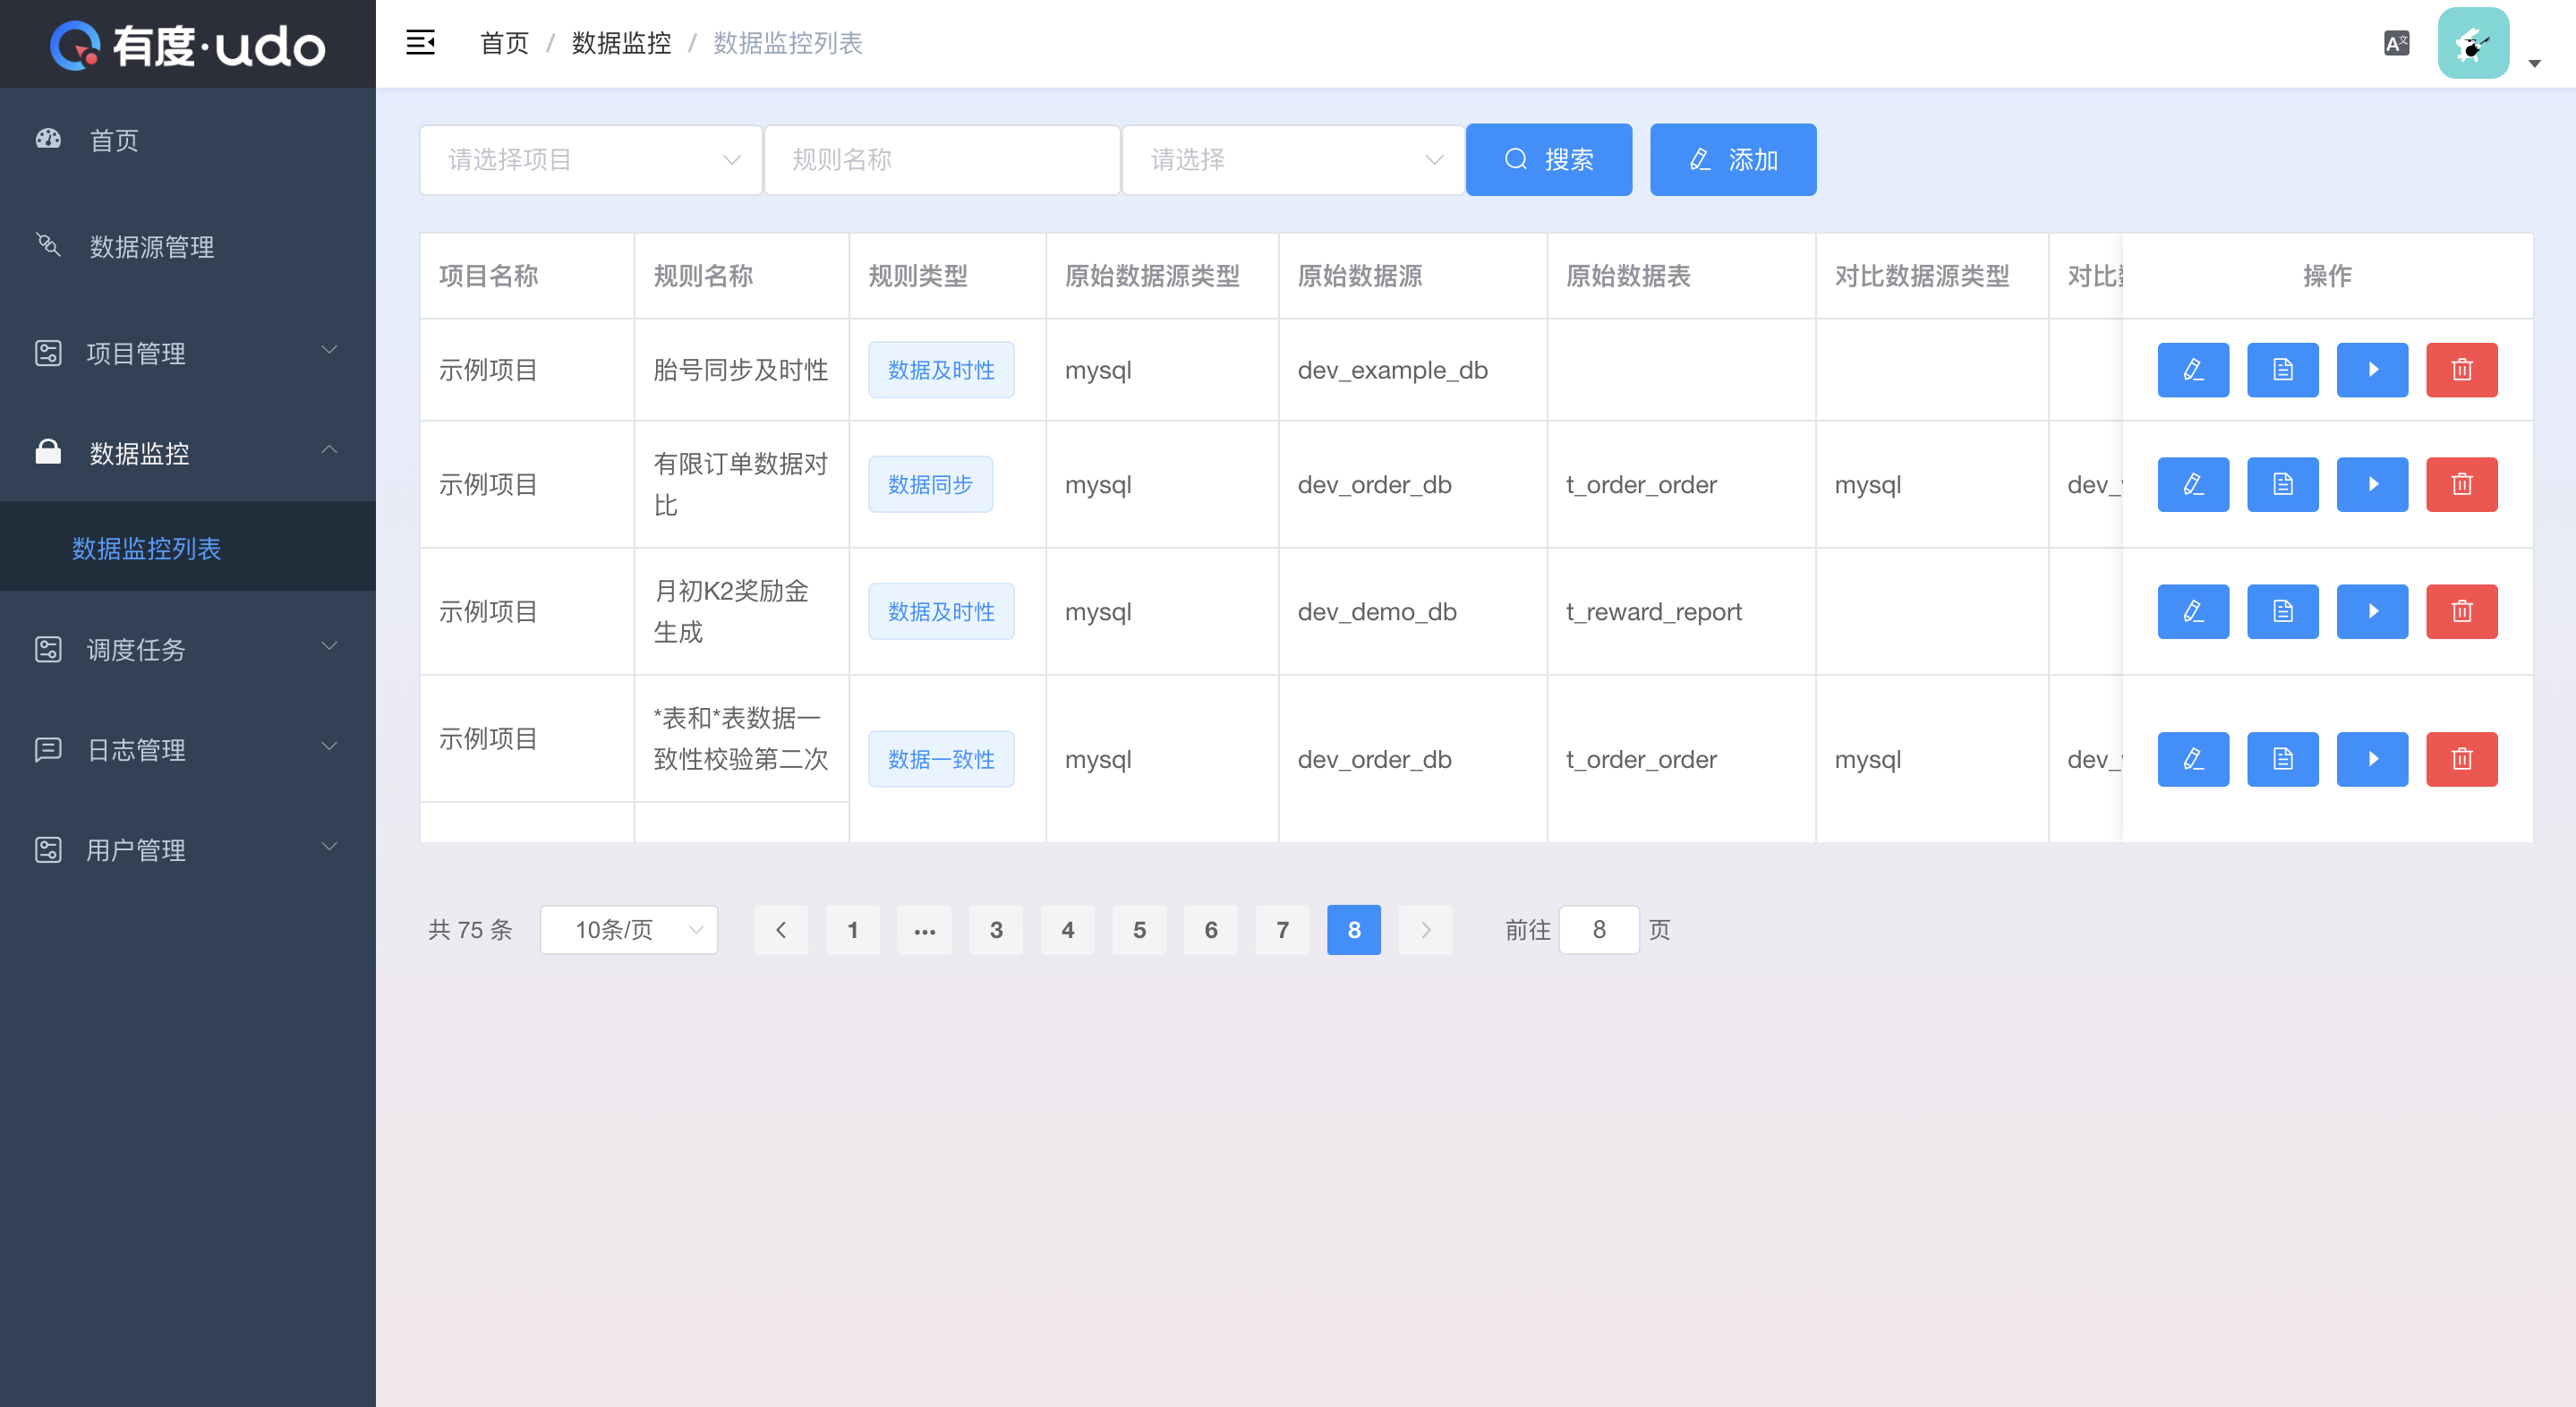 有度·udo
首页 / 数据监控 / 数据监控列表
首页
数据源管理
项目管理
数据监控
数据监控列表
调度任务
日志管理
用户管理
请选择项目 规则名称 请选择 搜索 添加
项目名称 规则名称 规则类型 原始数据源类型 原始数据源 原始数据表 对比数据源类型 对比 操作
示例项目 胎号同步及时性 数据及时性 mysql dev_example_db
示例项目 有限订单数据对
比 数据同步 mysql dev_order_db t_order_order mysql dev_
示例项目 月初K2奖励金
生成 数据及时性 mysql dev_demo_db t_reward_report
示例项目 *表和*表数据一
致性校验第二次 数据一致性 mysql dev_order_db t_order_order mysql dev_
共 75 条 10条/页 1 ... 3 4 5 6 7 8 前往 8 页